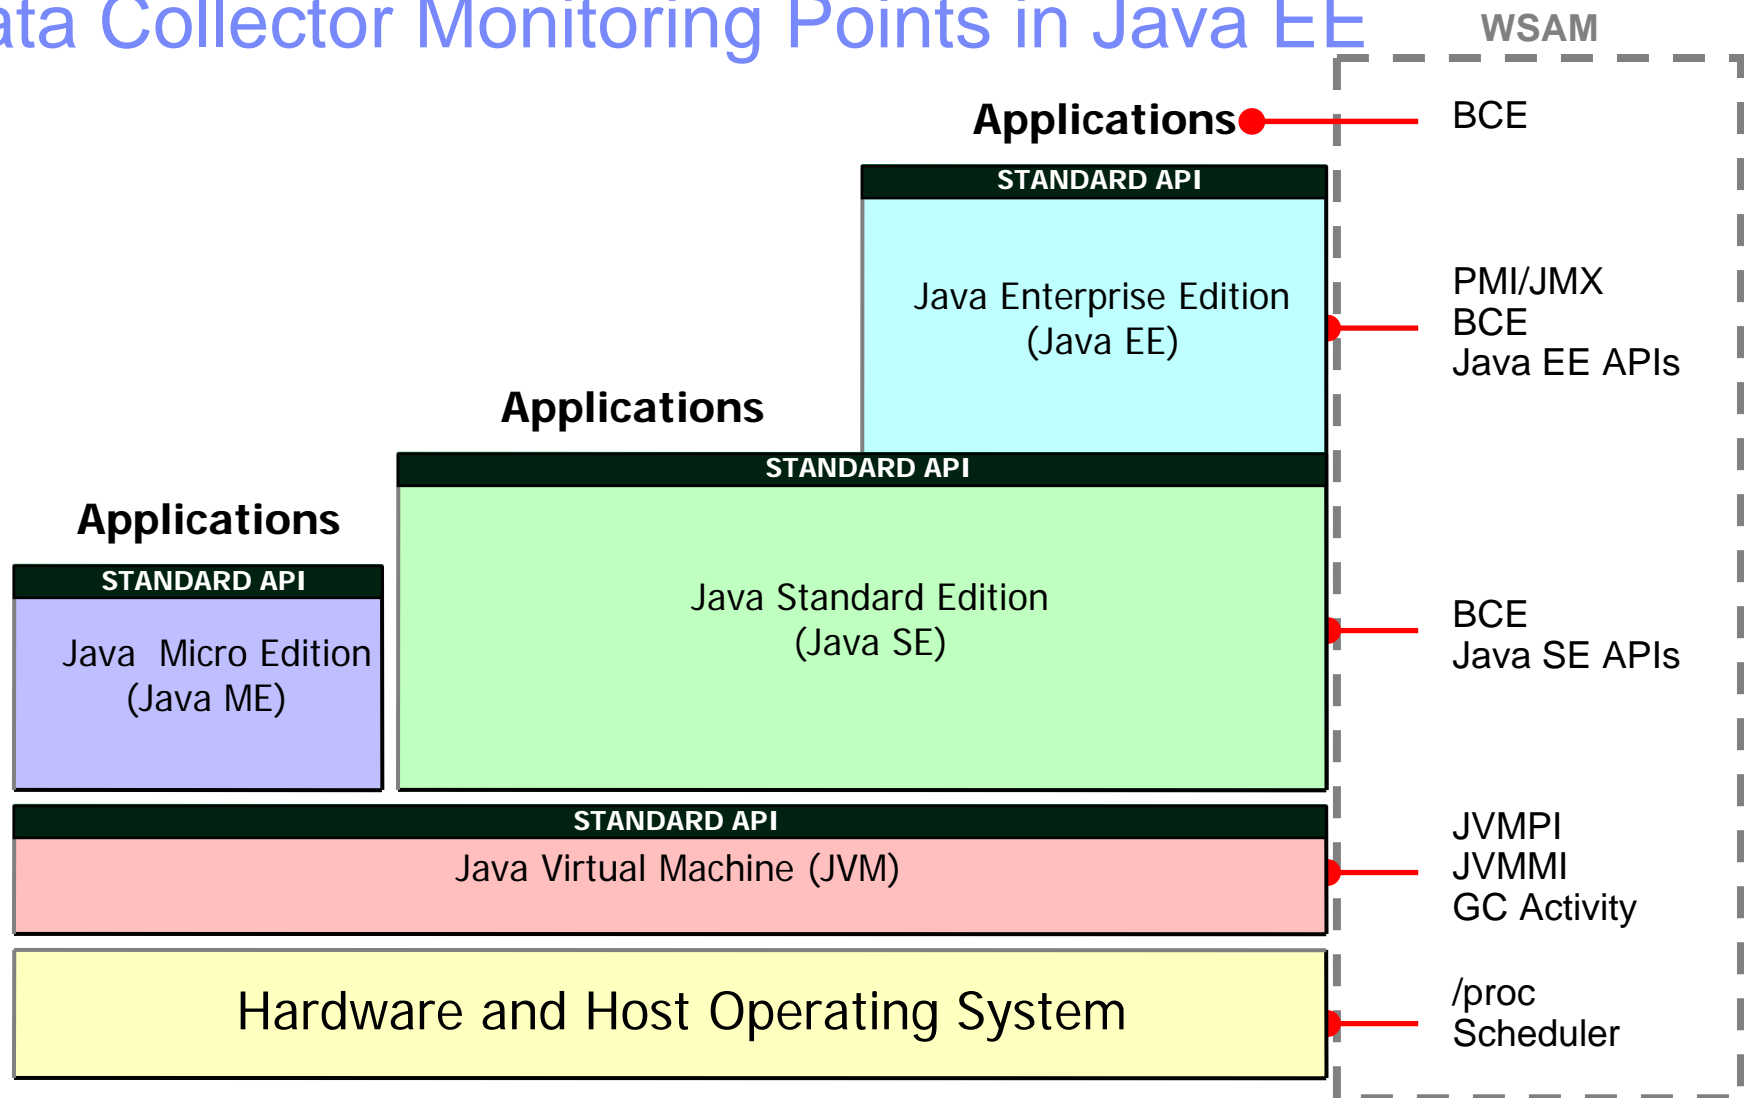 Collector Monitoring Points in Java EE
WSAM
Applications
BCE
STANDARD API
Java Enterprise Edition
(Java EE)
PMI/JMX
BCE
Java EE APIs
Applications
STANDARD API
Java Standard Edition
(Java SE)
BCE
Java SE APIs
Applications
STANDARD API
Java Micro Edition
(Java ME)
STANDARD API
Java Virtual Machine (JVM)
JVMPI
JVMMI
GC Activity
Hardware and Host Operating System
/proc
Scheduler